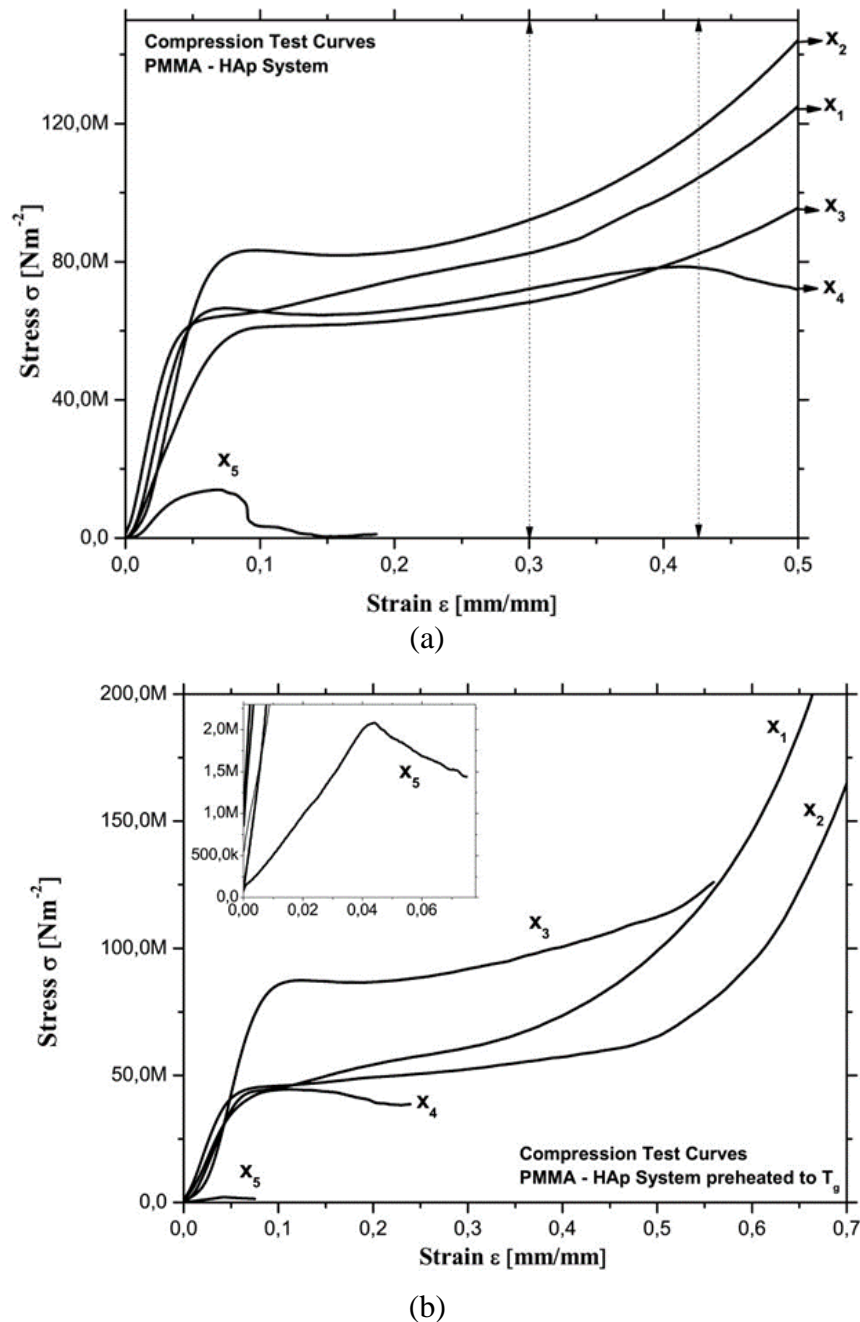 Compression Test Curves
PMMA - HAp System
x2
x1
x3
x4
x5
120,0M
80,0M
40,0M
0,0
0,0 0,1 0,2 0,3 0,4 0,5
Stress σ [Nm-2]
Strain ε [mm/mm]
(a)
200,0M
150,0M
100,0M
50,0M
0,0
2,0M
1,5M
1,0M
500,0k
0,0
0,00 0,02 0,04 0,06
x5
x1
x2
x3
x4
x5
Compression Test Curves
PMMA - HAp System preheated to Tg
0,0 0,1 0,2 0,3 0,4 0,5 0,6 0,7
Stress σ [Nm-2]
Strain ε [mm/mm]
(b)